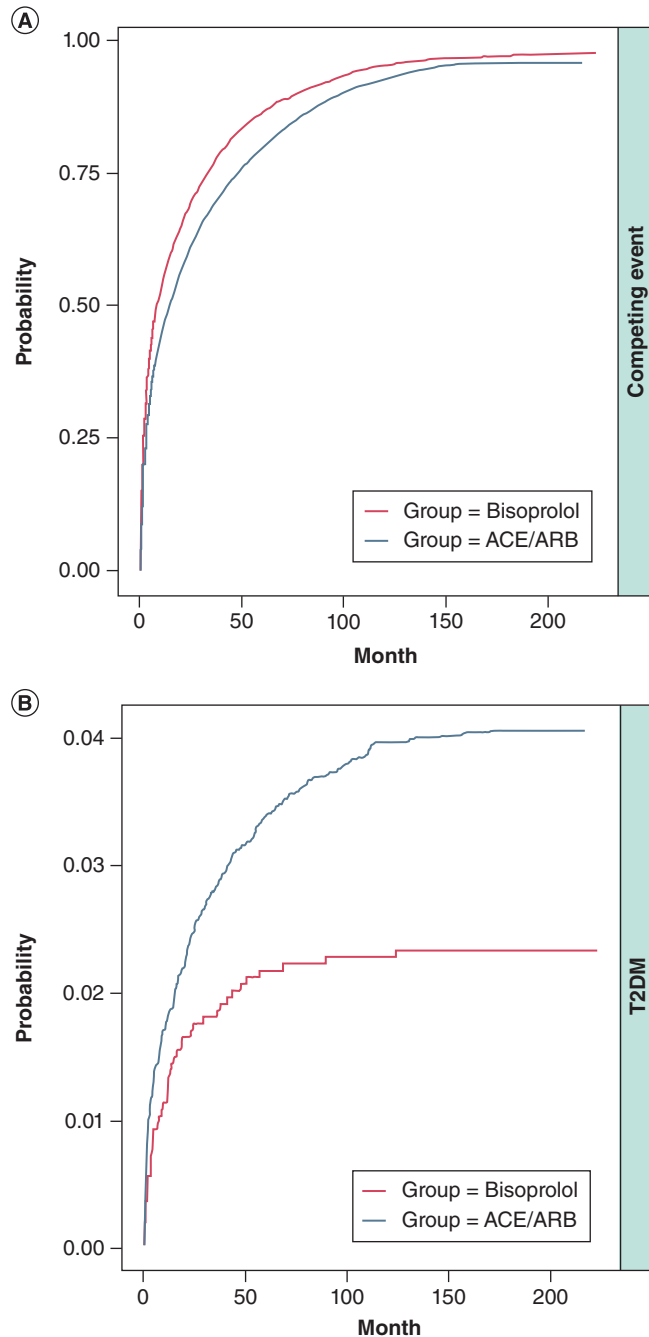 A
1.00
0.75
0.50
0.25
0.00
Probability
Group = Bisoprolol
Group = ACE/ARB
0
50
100
150
200
Month
Competing event
B
0.04
0.03
0.02
0.01
0.00
Probability
Group = Bisoprolol
Group = ACE/ARB
0
50
100
150
200
Month
T2DM